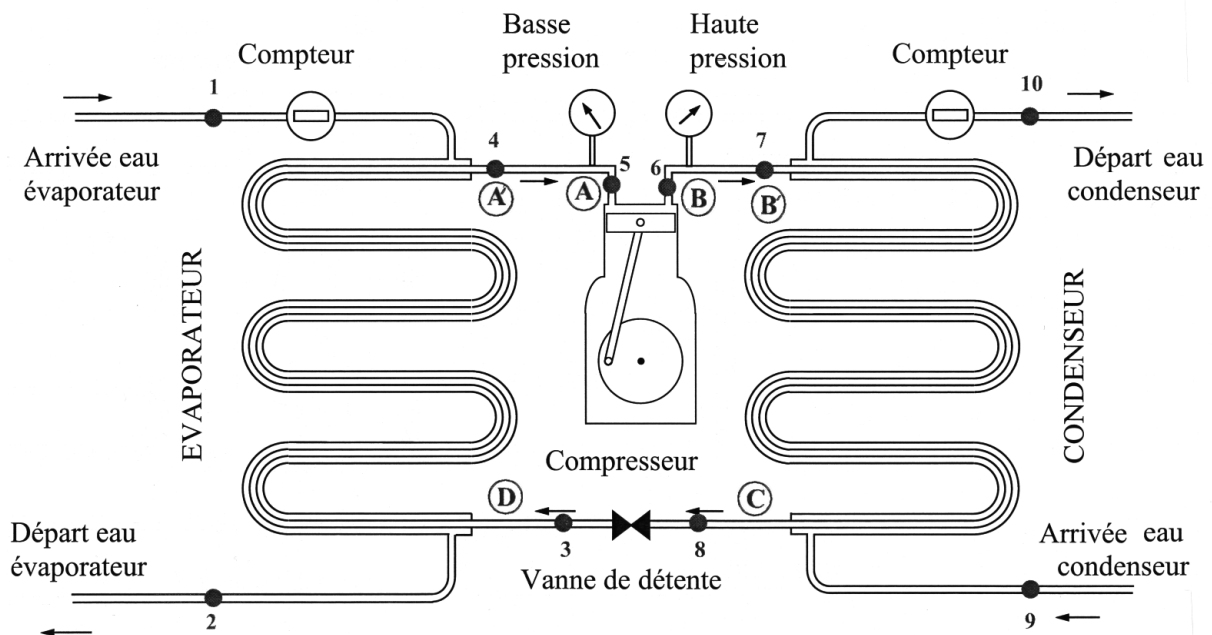 Basse
pression
Haute
pression
Compteur
Compteur
1
10
Arrivée eau
évaporateur
4
5
6
7
Départ eau
condenseur
A'
A
B
B'
EVAPORATEUR
CONDENSEUR
Compresseur
D
C
Départ eau
évaporateur
3
8
Arrivée eau
condenseur
Vanne de détente
2
9